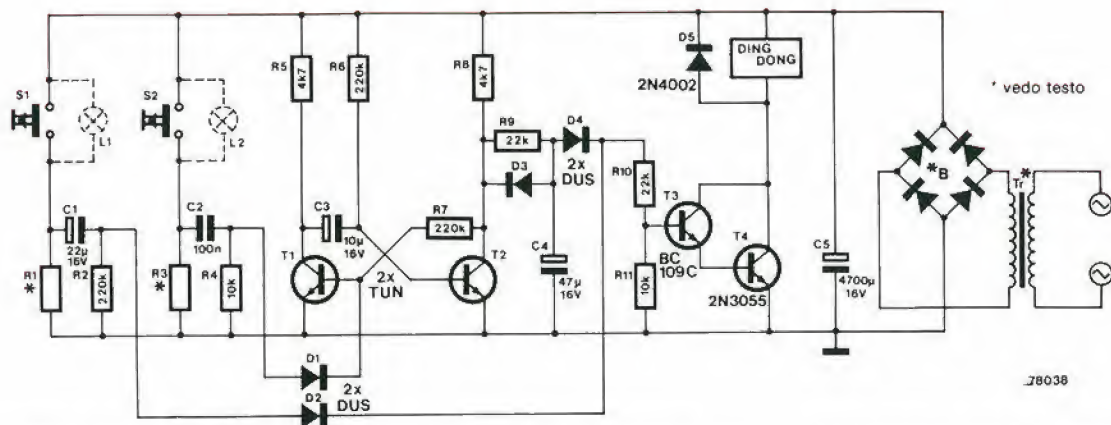 S1
L1
S2
L2
R5
4k7
R6
220k
R8
4k7
D5
2N4002
DING
DONG
* vedo testo
R9
22k
D4
2x
DUS
D3
R10
22k
*B
Tr*
C1
22µ
16V
R1
*
R2
220k
C2
100n
R3
*
R4
10k
C3
10µ
16V
T1
2x
TUN
R7
220k
T2
C4
47µ
16V
T3
BC
109C
R11
10k
T4
2N3055
C5
4700µ
16V
D1
2x
DUS
D2
78038